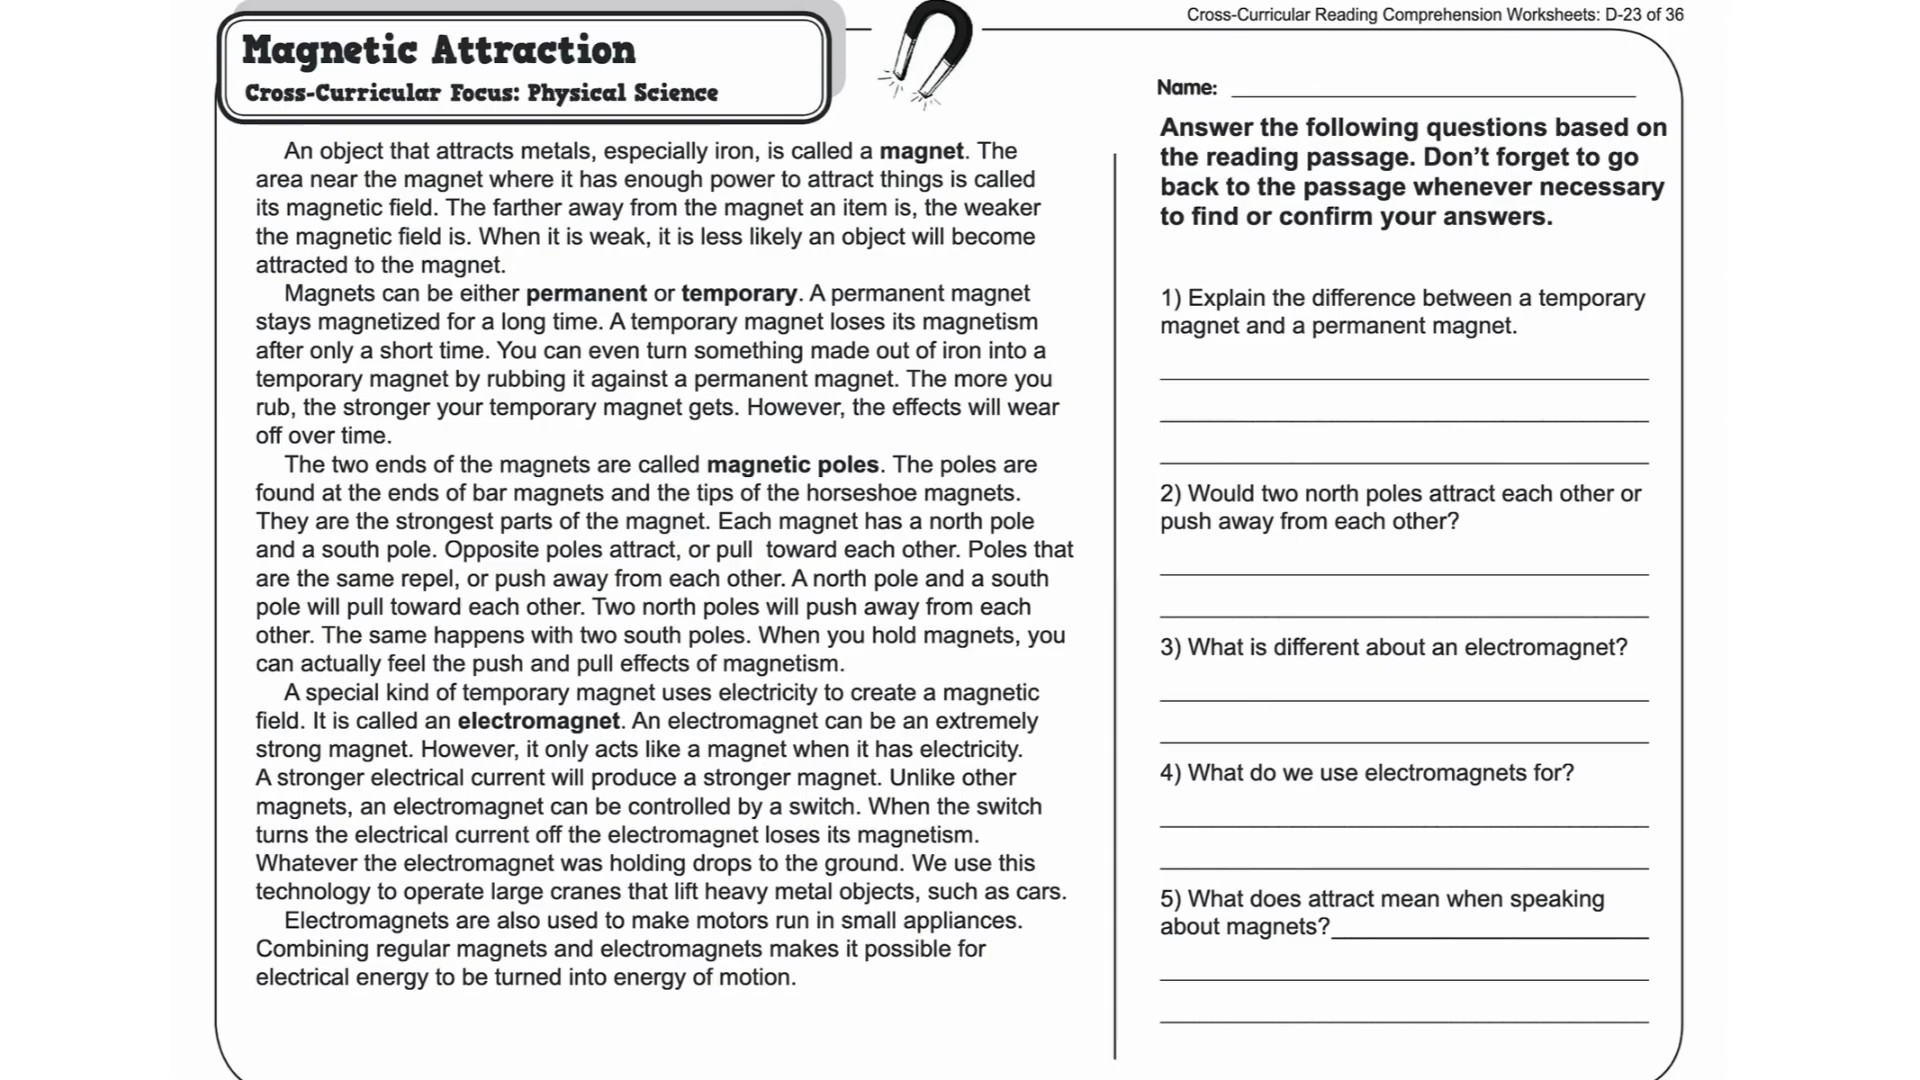 Cross-Curricular Reading Comprehension Worksheets: D-23 of 36
Magnetic Attraction
Cross-Curricular Focus: Physical Science
An object that attracts metals, especially iron, is called a magnet. The
area near the magnet where it has enough power to attract things is called
its magnetic field. The farther away from the magnet an item is, the weaker
the magnetic field is. When it is weak, it is less likely an object will become
attracted to the magnet.
Magnets can be either permanent or temporary. A permanent magnet
stays magnetized for a long time. A temporary magnet loses its magnetism
after only a short time. You can even turn something made out of iron into a
temporary magnet by rubbing it against a permanent magnet. The more you
rub, the stronger your temporary magnet gets. However, the effects will wear
off over time.
The two ends of the magnets are called magnetic poles. The poles are
found at the ends of bar magnets and the tips of the horseshoe magnets.
They are the strongest parts of the magnet. Each magnet has a north pole
and a south pole. Opposite poles attract, or pull  toward each other. Poles that
are the same repel, or push away from each other. A north pole and a south
pole will pull toward each other. Two north poles will push away from each
other. The same happens with two south poles. When you hold magnets, you
can actually feel the push and pull effects of magnetism.
A special kind of temporary magnet uses electricity to create a magnetic
field. It is called an electromagnet. An electromagnet can be an extremely
strong magnet. However, it only acts like a magnet when it has electricity.
A stronger electrical current will produce a stronger magnet. Unlike other
magnets, an electromagnet can be controlled by a switch. When the switch
turns the electrical current off the electromagnet loses its magnetism.
Whatever the electromagnet was holding drops to the ground. We use this
technology to operate large cranes that lift heavy metal objects, such as cars.
Electromagnets are also used to make motors run in small appliances.
Combining regular magnets and electromagnets makes it possible for
electrical energy to be turned into energy of motion.
Name:
Answer the following questions based on
the reading passage. Don’t forget to go
back to the passage whenever necessary
to find or confirm your answers.
1) Explain the difference between a temporary
magnet and a permanent magnet.
2) Would two north poles attract each other or
push away from each other?
3) What is different about an electromagnet?
4) What do we use electromagnets for?
5) What does attract mean when speaking
about magnets?